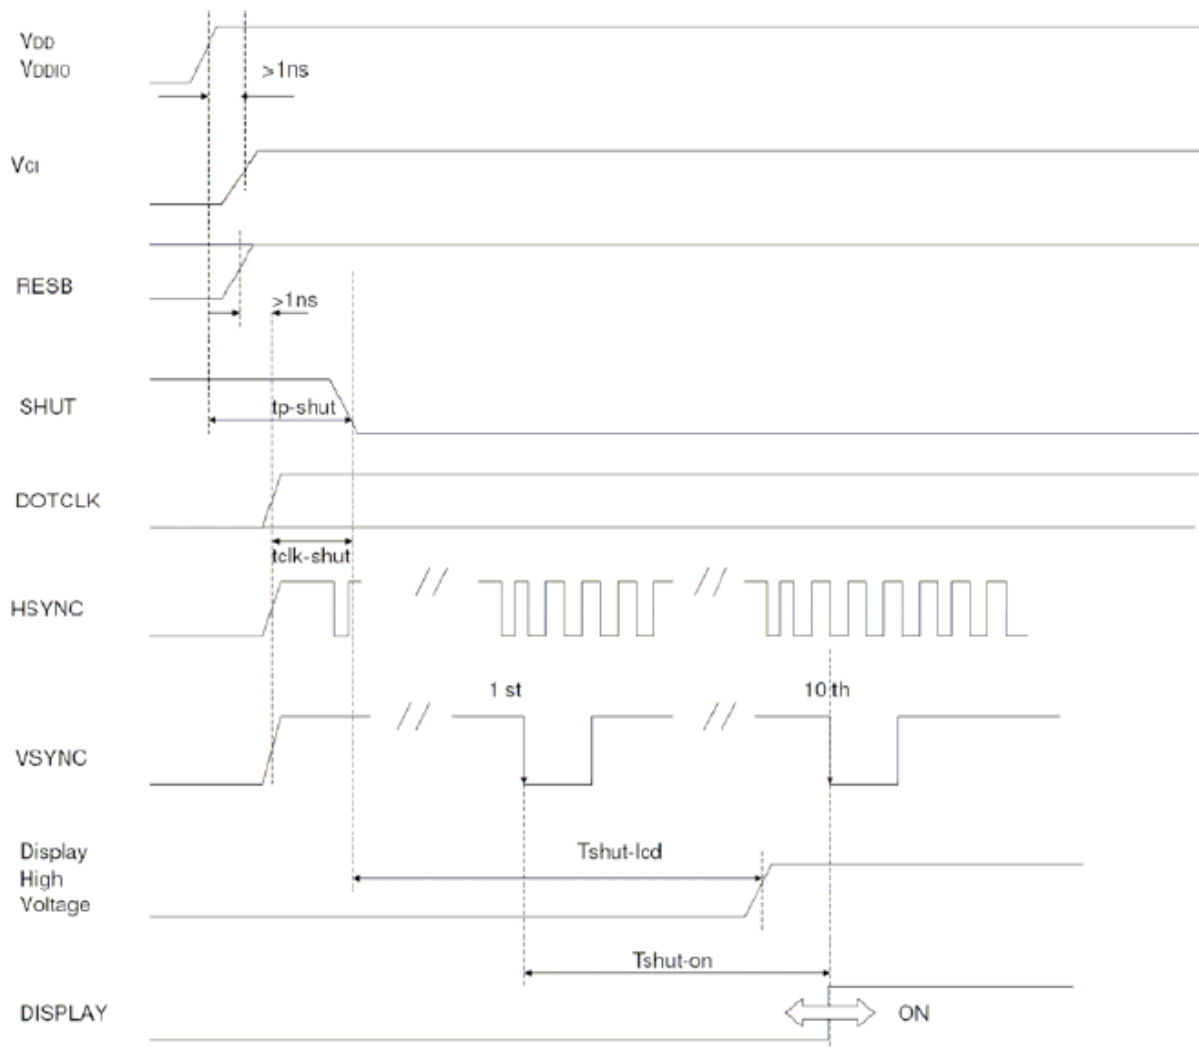 VDD
VDDIO
>1ns
VCI
RESB
>1ns
SHUT
tp-shut
DOTCLK
tclk-shut
HSYNC
1 st
10 th
VSYNC
Display
High
Voltage
Tshut-lcd
Tshut-on
DISPLAY
ON